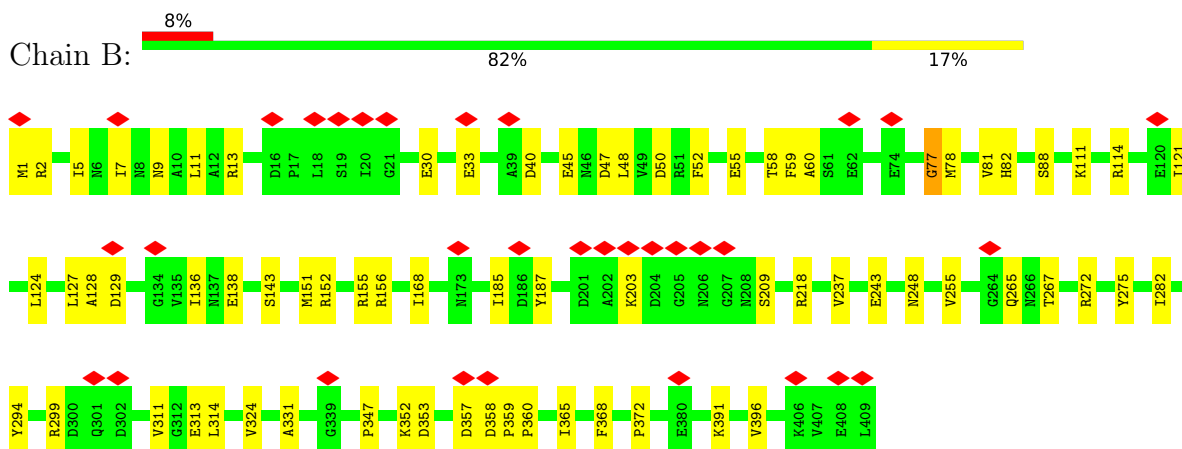 8%
Chain B:
82% 17%
M1 R2 I5 N6 I7 N8 N9 A10 L11 A12 R13 D16 P17 L18 S19 I20 G21 E30 E33 A39 D40 E45 N46 D47 L48 V49 D50 R51 F52 E55 T58 F59 A60 S61 E62 E74 G77 M78 V81 H82 S88 K111 R114 E120 I121
L124 L127 A128 D129 G134 V135 I136 N137 E138 S143 M151 R152 R155 R156 I168 N173 I185 D186 Y187 D201 A202 K203 D204 G205 N206 G207 N208 S209 R218 V237 E243 N248 V255 G264 Q265 N266 T267 R272 Y275 I282
Y294 R299 D300 Q301 D302 V311 G312 E313 L314 V324 A331 G339 P347 K352 D353 D357 D358 P359 P360 I365 F368 P372 E380 K391 V396 K406 V407 E408 L409